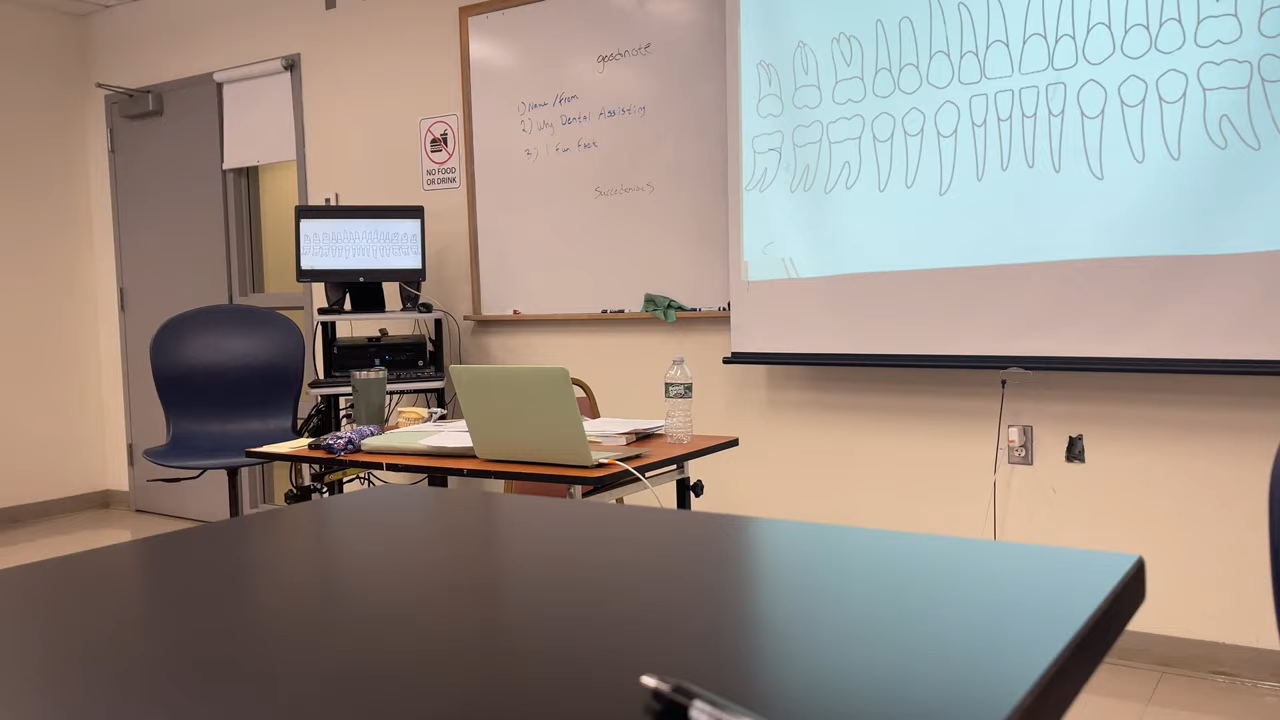 goodnote
1) Name / From
2) Why Dental Assisting
3) 1 Fun Fact
succedaneous
NO FOOD
OR DRINK